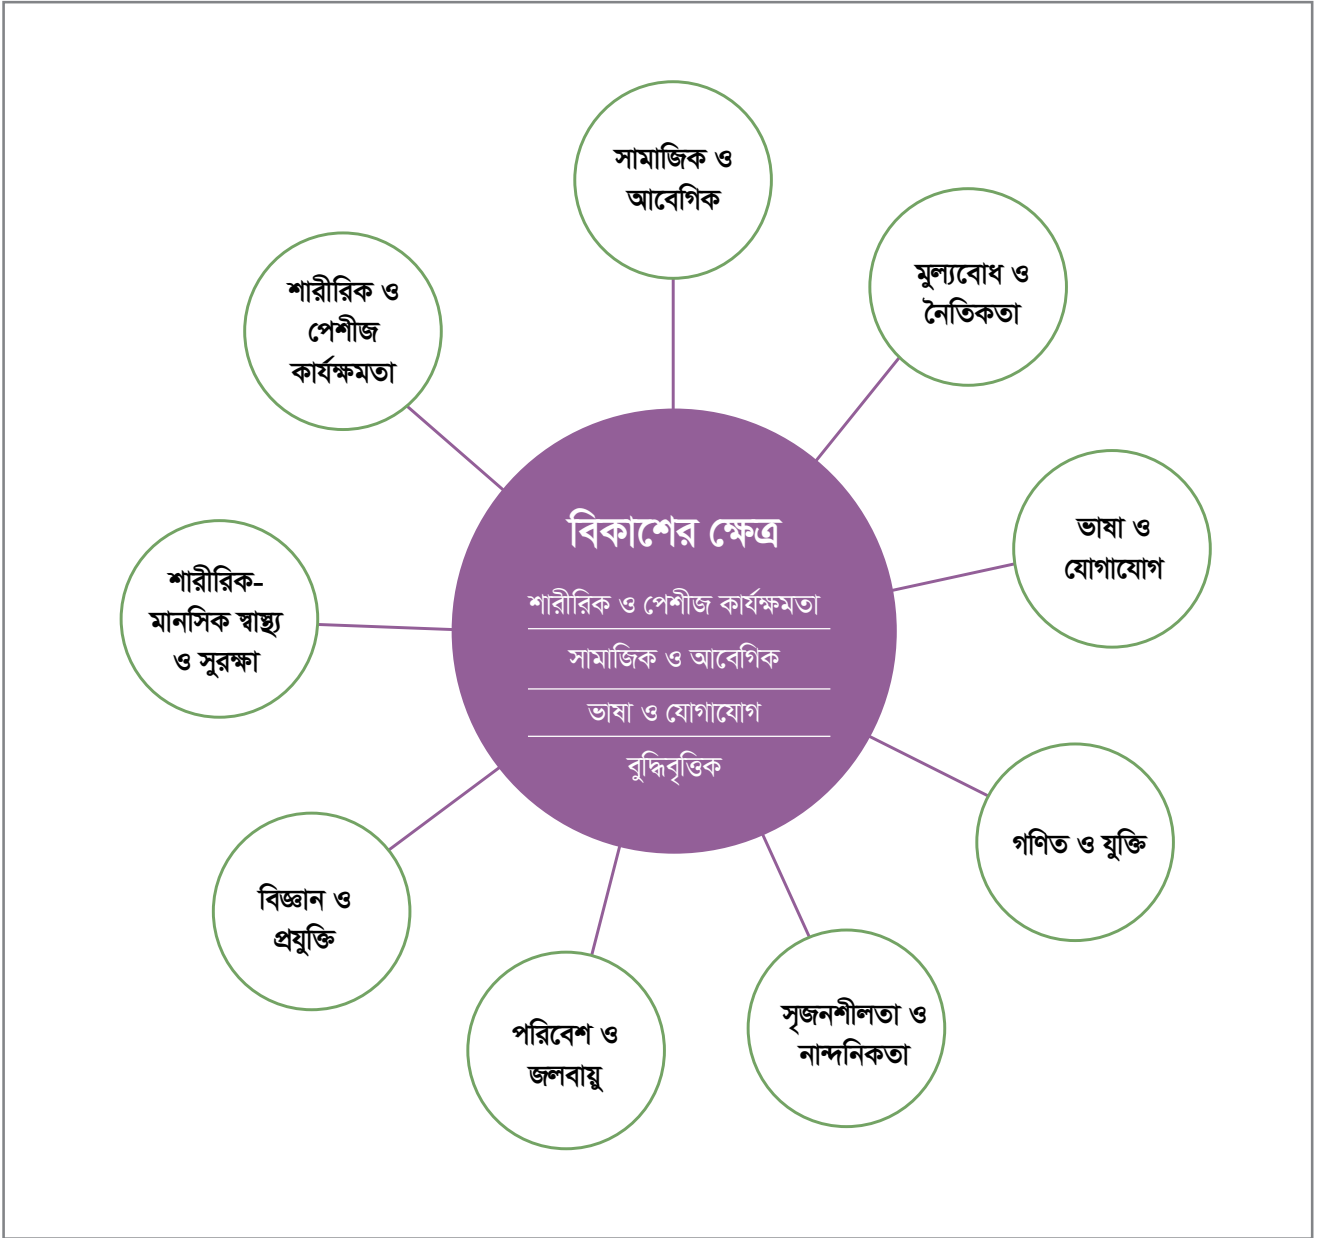 সামাজিক ও
আবেগিক
মুল্যবোধ ও
নৈতিকতা
শারীরিক ও
পেশীজ
কার্যক্ষমতা
ভাষা ও
যোগাযোগ
বিকাশের ক্ষেত্র
শারীরিক ও পেশীজ কার্যক্ষমতা
সামাজিক ও আবেগিক
ভাষা ও যোগাযোগ
বুদ্ধিবৃত্তিক
শারীরিক-
মানসিক স্বাস্থ্য
ও সুরক্ষা
গণিত ও যুক্তি
বিজ্ঞান ও
প্রযুক্তি
সৃজনশীলতা ও
নান্দনিকতা
পরিবেশ ও
জলবায়ু